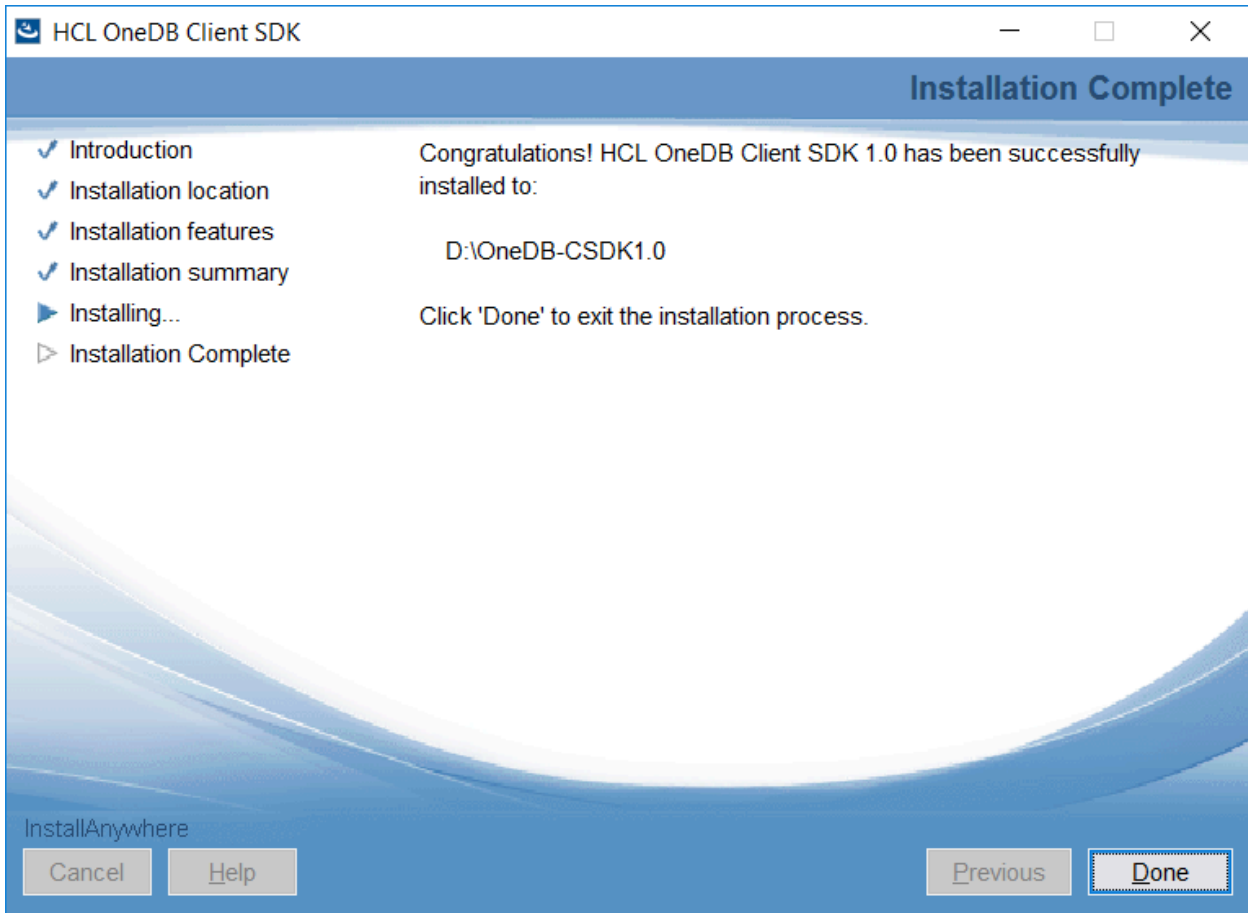 HCL OneDB Client SDK
Installation Complete
Introduction
Installation location
Installation features
Installation summary
Installing...
Installation Complete
Congratulations! HCL OneDB Client SDK 1.0 has been successfully
installed to:
D:\OneDB-CSDK1.0
Click 'Done' to exit the installation process.
InstallAnywhere
Cancel
Help
Previous
Done